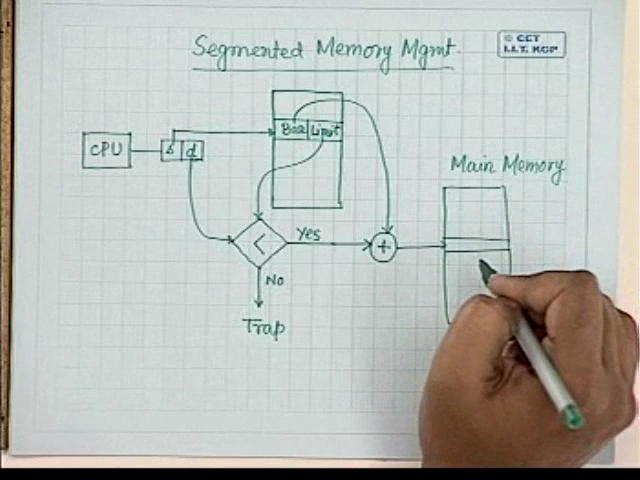 Segmented Memory Mgmt.
© CET
I.I.T. KGP
Base Limit
CPU
s d
Main Memory
<
Yes
+
No
Trap